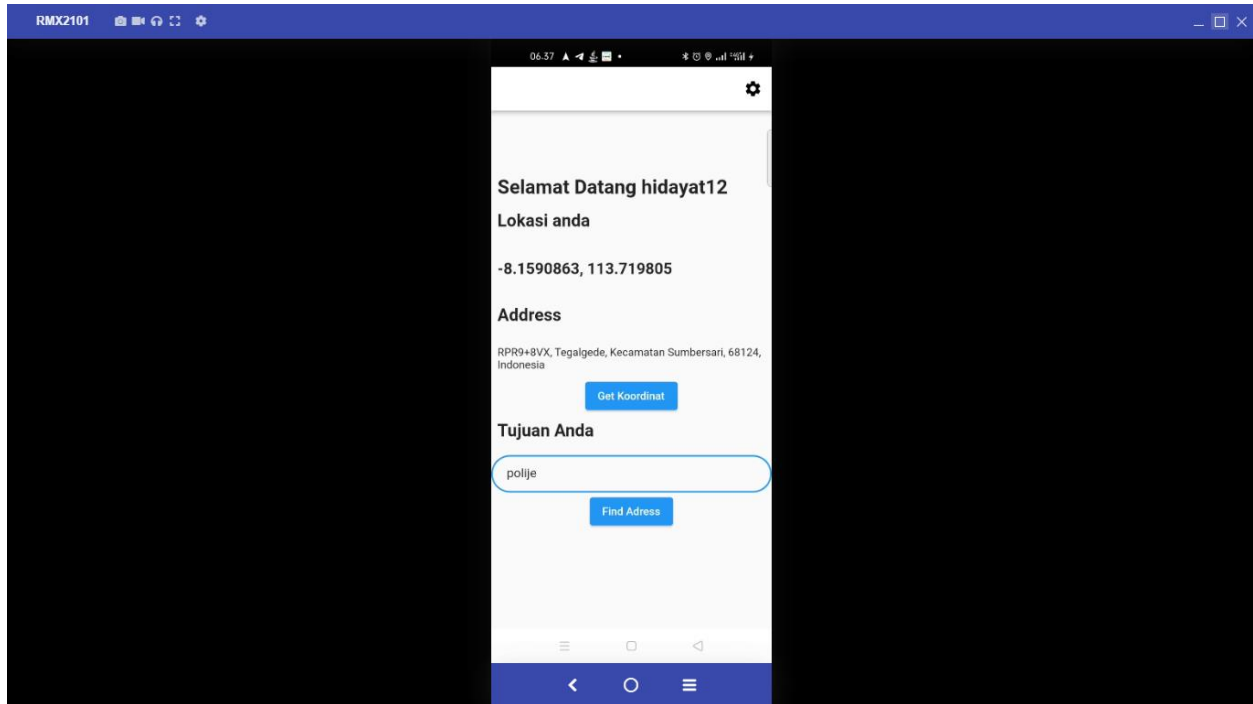 RMX2101
06.37
Selamat Datang hidayat12
Lokasi anda
-8.1590863, 113.719805
Address
RPR9+8VX, Tegalgede, Kecamatan Sumbersari, 68124,
Indonesia
Get Koordinat
Tujuan Anda
polije
Find Adress